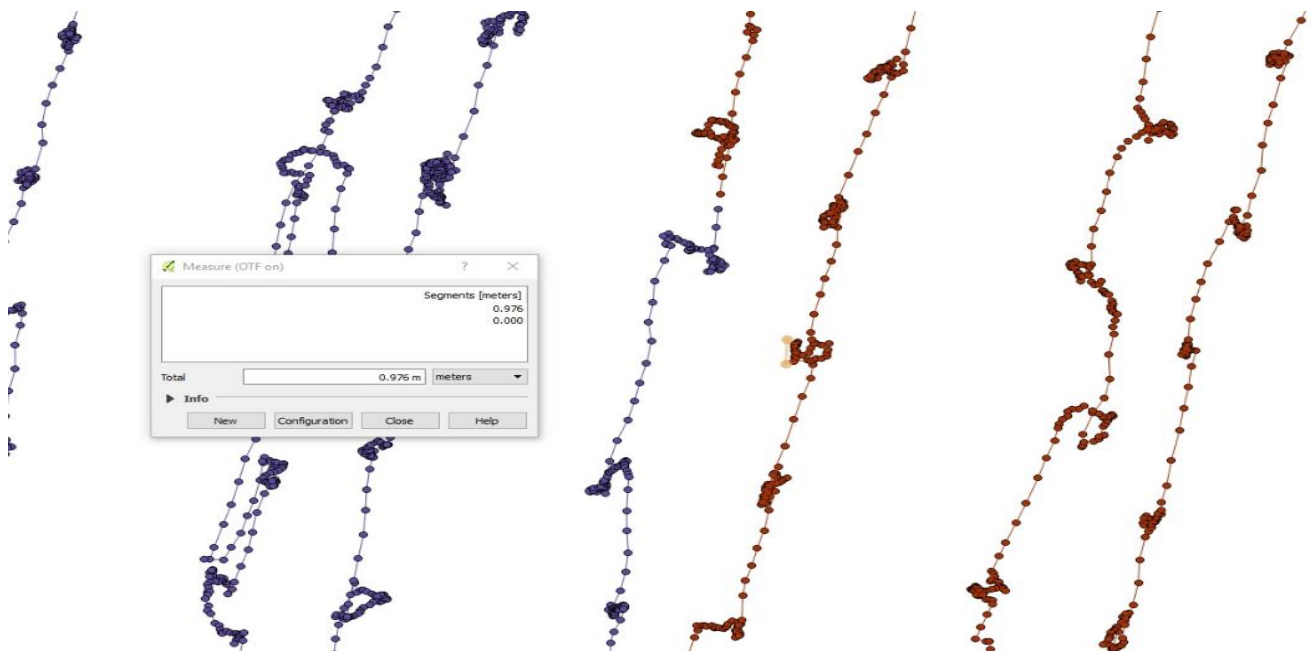 Measure (OTF on)
?
Segments [meters]
0.976
0.000
Total 0.976 m meters
Info
New Configuration Close Help